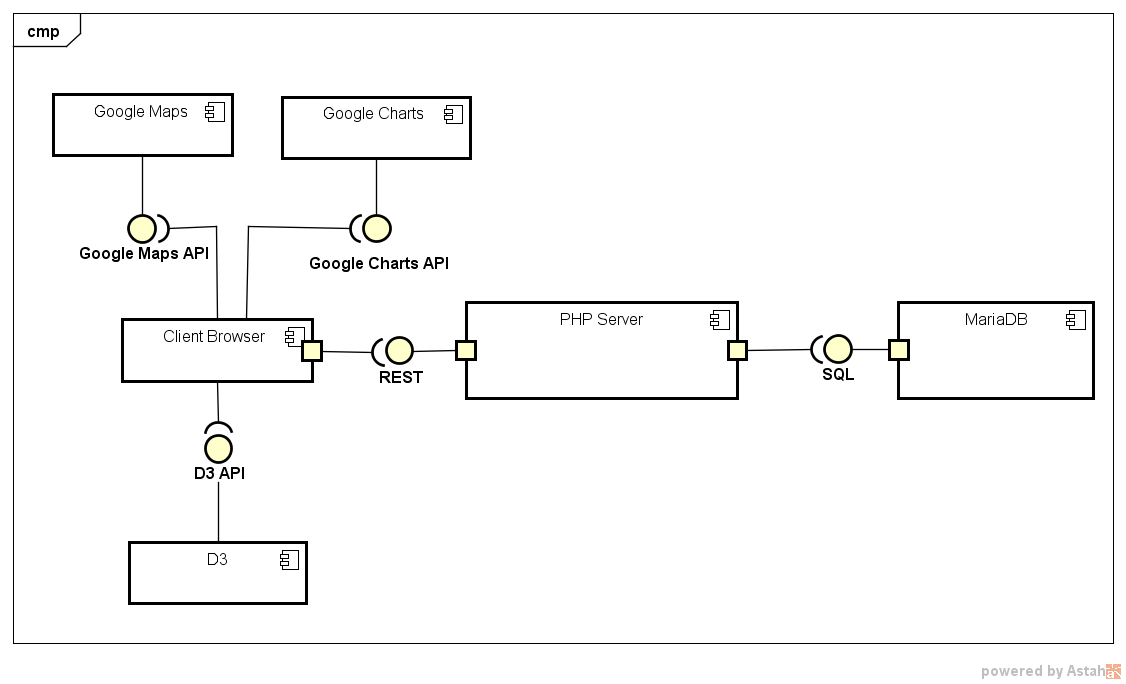 cmp
Google Maps
Google Charts
Google Maps API
Google Charts API
Client Browser
PHP Server
MariaDB
REST
SQL
D3 API
D3
powered by Astah